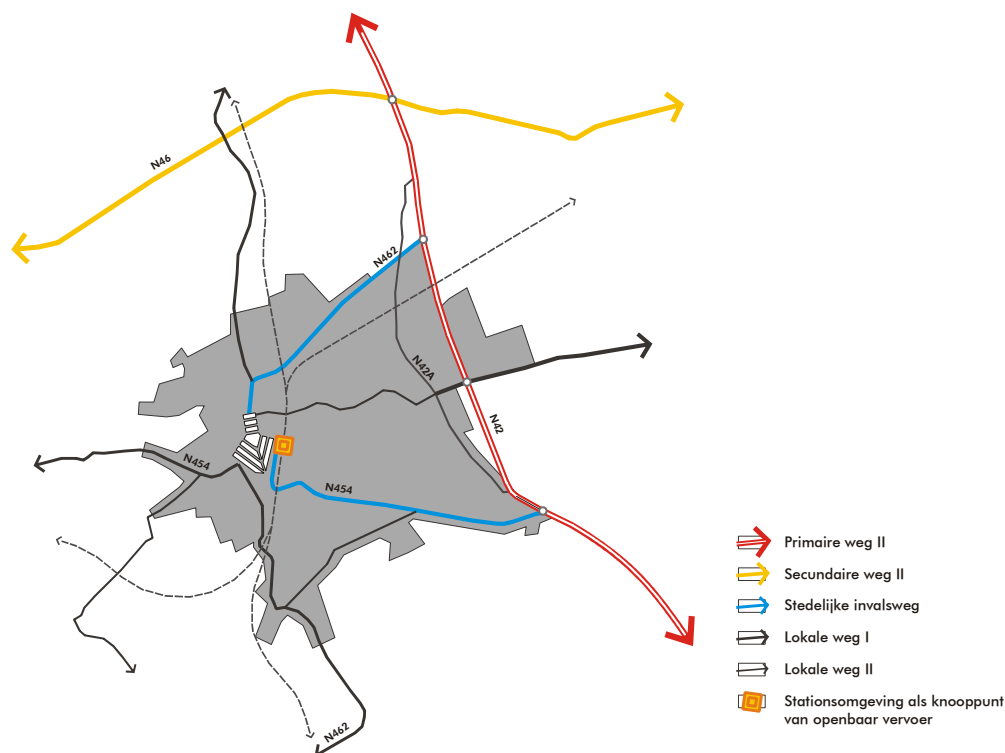 N46
N462
N42A
N42
N454
N454
N462
Primaire weg II
Secundaire weg II
Stedelijke invalsweg
Lokale weg I
Lokale weg II
Stationsomgeving als knooppunt
van openbaar vervoer